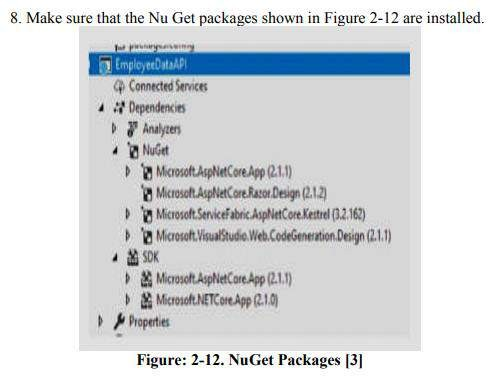 8. Make sure that the Nu Get packages shown in Figure 2-12 are installed.
packages.config
EmployeeDataAPI
Connected Services
Dependencies
Analyzers
NuGet
Microsoft.AspNetCore.App (2.1.1)
Microsoft.AspNetCore.Razor.Design (2.1.2)
Microsoft.ServiceFabric.AspNetCore.Kestrel (3.2.162)
Microsoft.VisualStudio.Web.CodeGeneration.Design (2.1.1)
SDK
Microsoft.AspNetCore.App (2.1.1)
Microsoft.NETCore.App (2.1.0)
Properties
Figure: 2-12. NuGet Packages [3]